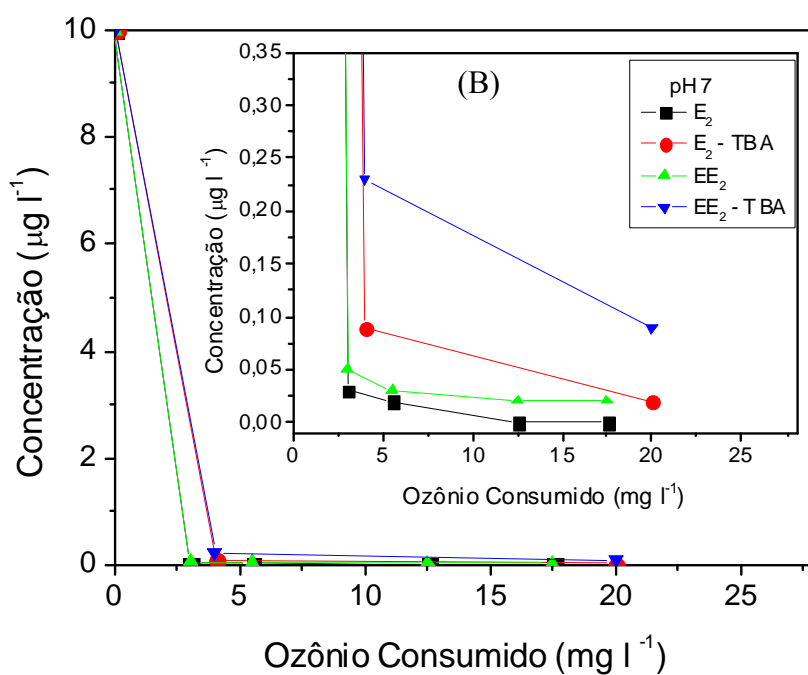 10
8
6
4
2
0
Concentração (µg l⁻¹)
0 5 10 15 20 25
Ozônio Consumido (mg l ⁻¹)
(B)
0,35
0,30
0,25
0,20
0,15
0,10
0,05
0,00
Concentração (µg l ⁻¹)
0 5 10 15 20 25
Ozônio Consumido (mg l⁻¹)
pH 7
E₂
E₂ - TBA
EE₂
EE₂ - TBA